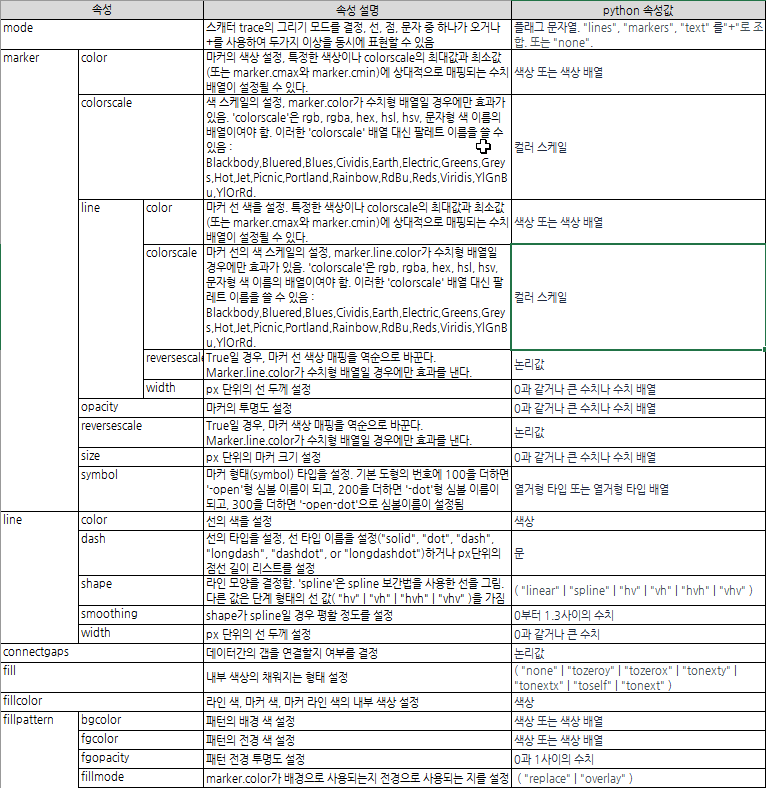 속성 속성 설명 python 속성값
mode 스캐터 trace의 그리기 모드를 결정, 선, 점, 문자 중 하나가 오거나 플래그 문자열. "lines", "markers", "text" 를"+"로 조
+를 사용하여 두가지 이상을 동시에 표현할 수 있음 합. 또는 "none".
marker color 마커의 색상 설정, 특정한 색상이나 colorscale의 최대값과 최소값
(또는 marker.cmax와 marker.cmin)에 상대적으로 매핑되는 수치 색상 또는 색상 배열
배열이 설정될 수 있다.
colorscale 색 스케일의 설정, marker.color가 수치형 배열일 경우에만 효과가
있음. 'colorscale'은 rgb, rgba, hex, hsl, hsv, 문자형 색 이름의
배열이여야 함. 이러한 'colorscale' 배열 대신 팔레트 이름을 쓸 수
있음 : 컬러 스케일
Blackbody,Bluered,Blues,Cividis,Earth,Electric,Greens,Grey
s,Hot,Jet,Picnic,Portland,Rainbow,RdBu,Reds,Viridis,YlGnB
u,YlOrRd.
line color 마커 선 색을 설정. 특정한 색상이나 colorscale의 최대값과 최소값
(또는 marker.cmax와 marker.cmin)에 상대적으로 매핑되는 수치 색상 또는 색상 배열
배열이 설정될 수 있다.
colorscale 마커 선의 색 스케일의 설정, marker.line.color가 수치형 배열일
경우에만 효과가 있음. 'colorscale'은 rgb, rgba, hex, hsl, hsv,
문자형 색 이름의 배열이여야 함. 이러한 'colorscale' 배열 대신 팔
레트 이름을 쓸 수 있음 : 컬러 스케일
Blackbody,Bluered,Blues,Cividis,Earth,Electric,Greens,Grey
s,Hot,Jet,Picnic,Portland,Rainbow,RdBu,Reds,Viridis,YlGnB
u,YlOrRd.
reversescale True일 경우, 마커 선 색상 매핑을 역순으로 바꾼다. 논리값
Marker.line.color가 수치형 배열일 경우에만 효과를 낸다.
width px 단위의 선 두께 설정 0과 같거나 큰 수치나 수치 배열
opacity 마커의 투명도 설정 0과 같거나 큰 수치나 수치 배열
reversescale True일 경우, 마커 색상 매핑을 역순으로 바꾼다. 논리값
Marker.line.color가 수치형 배열일 경우에만 효과를 낸다.
size px 단위의 마커 크기 설정 0과 같거나 큰 수치나 수치 배열
symbol 마커 형태(symbol) 타입을 설정. 기본 도형의 번호에 100을 더하면
'-open'형 심볼 이름이 되고, 200을 더하면 '-dot'형 심볼 이름이 열거형 타입 또는 열거형 타입 배열
되고, 300을 더하면 '-open-dot'으로 심볼이름이 설정됨
line color 선의 색을 설정 색상
dash 선의 타입을 설정, 선 타입 이름을 설정("solid", "dot", "dash",
"longdash", "dashdot", or "longdashdot")하거나 px단위의 문
점선 길이 리스트를 설정
shape 라인 모양을 결정함. 'spline'은 spline 보간법을 사용한 선을 그림. ( "linear" | "spline" | "hv" | "vh" | "hvh" | "vhv" )
다른 값은 단계 형태의 선 값( "hv" | "vh" | "hvh" | "vhv" )을 가짐
smoothing shape가 spline일 경우 평활 정도를 설정 0부터 1.3사이의 수치
width px 단위의 선 두께 설정 0과 같거나 큰 수치
connectgaps 데이터간의 갭을 연결할지 여부를 결정 논리값
fill 내부 색상의 채워지는 형태 설정 ( "none" | "tozeroy" | "tozerox" | "tonexty" |
"tonextx" | "toself" | "tonext" )
fillcolor 라인 색, 마커 색, 마커 라인 색의 내부 색상 설정 색상
fillpattern bgcolor 패턴의 배경 색 설정 색상 또는 색상 배열
fgcolor 패턴의 전경 색 설정 색상 또는 색상 배열
fgopacity 패턴 전경 투명도 설정 0과 1사이의 수치
fillmode marker.color가 배경으로 사용되는지 전경으로 사용되는 지를 설정 ( "replace" | "overlay" )